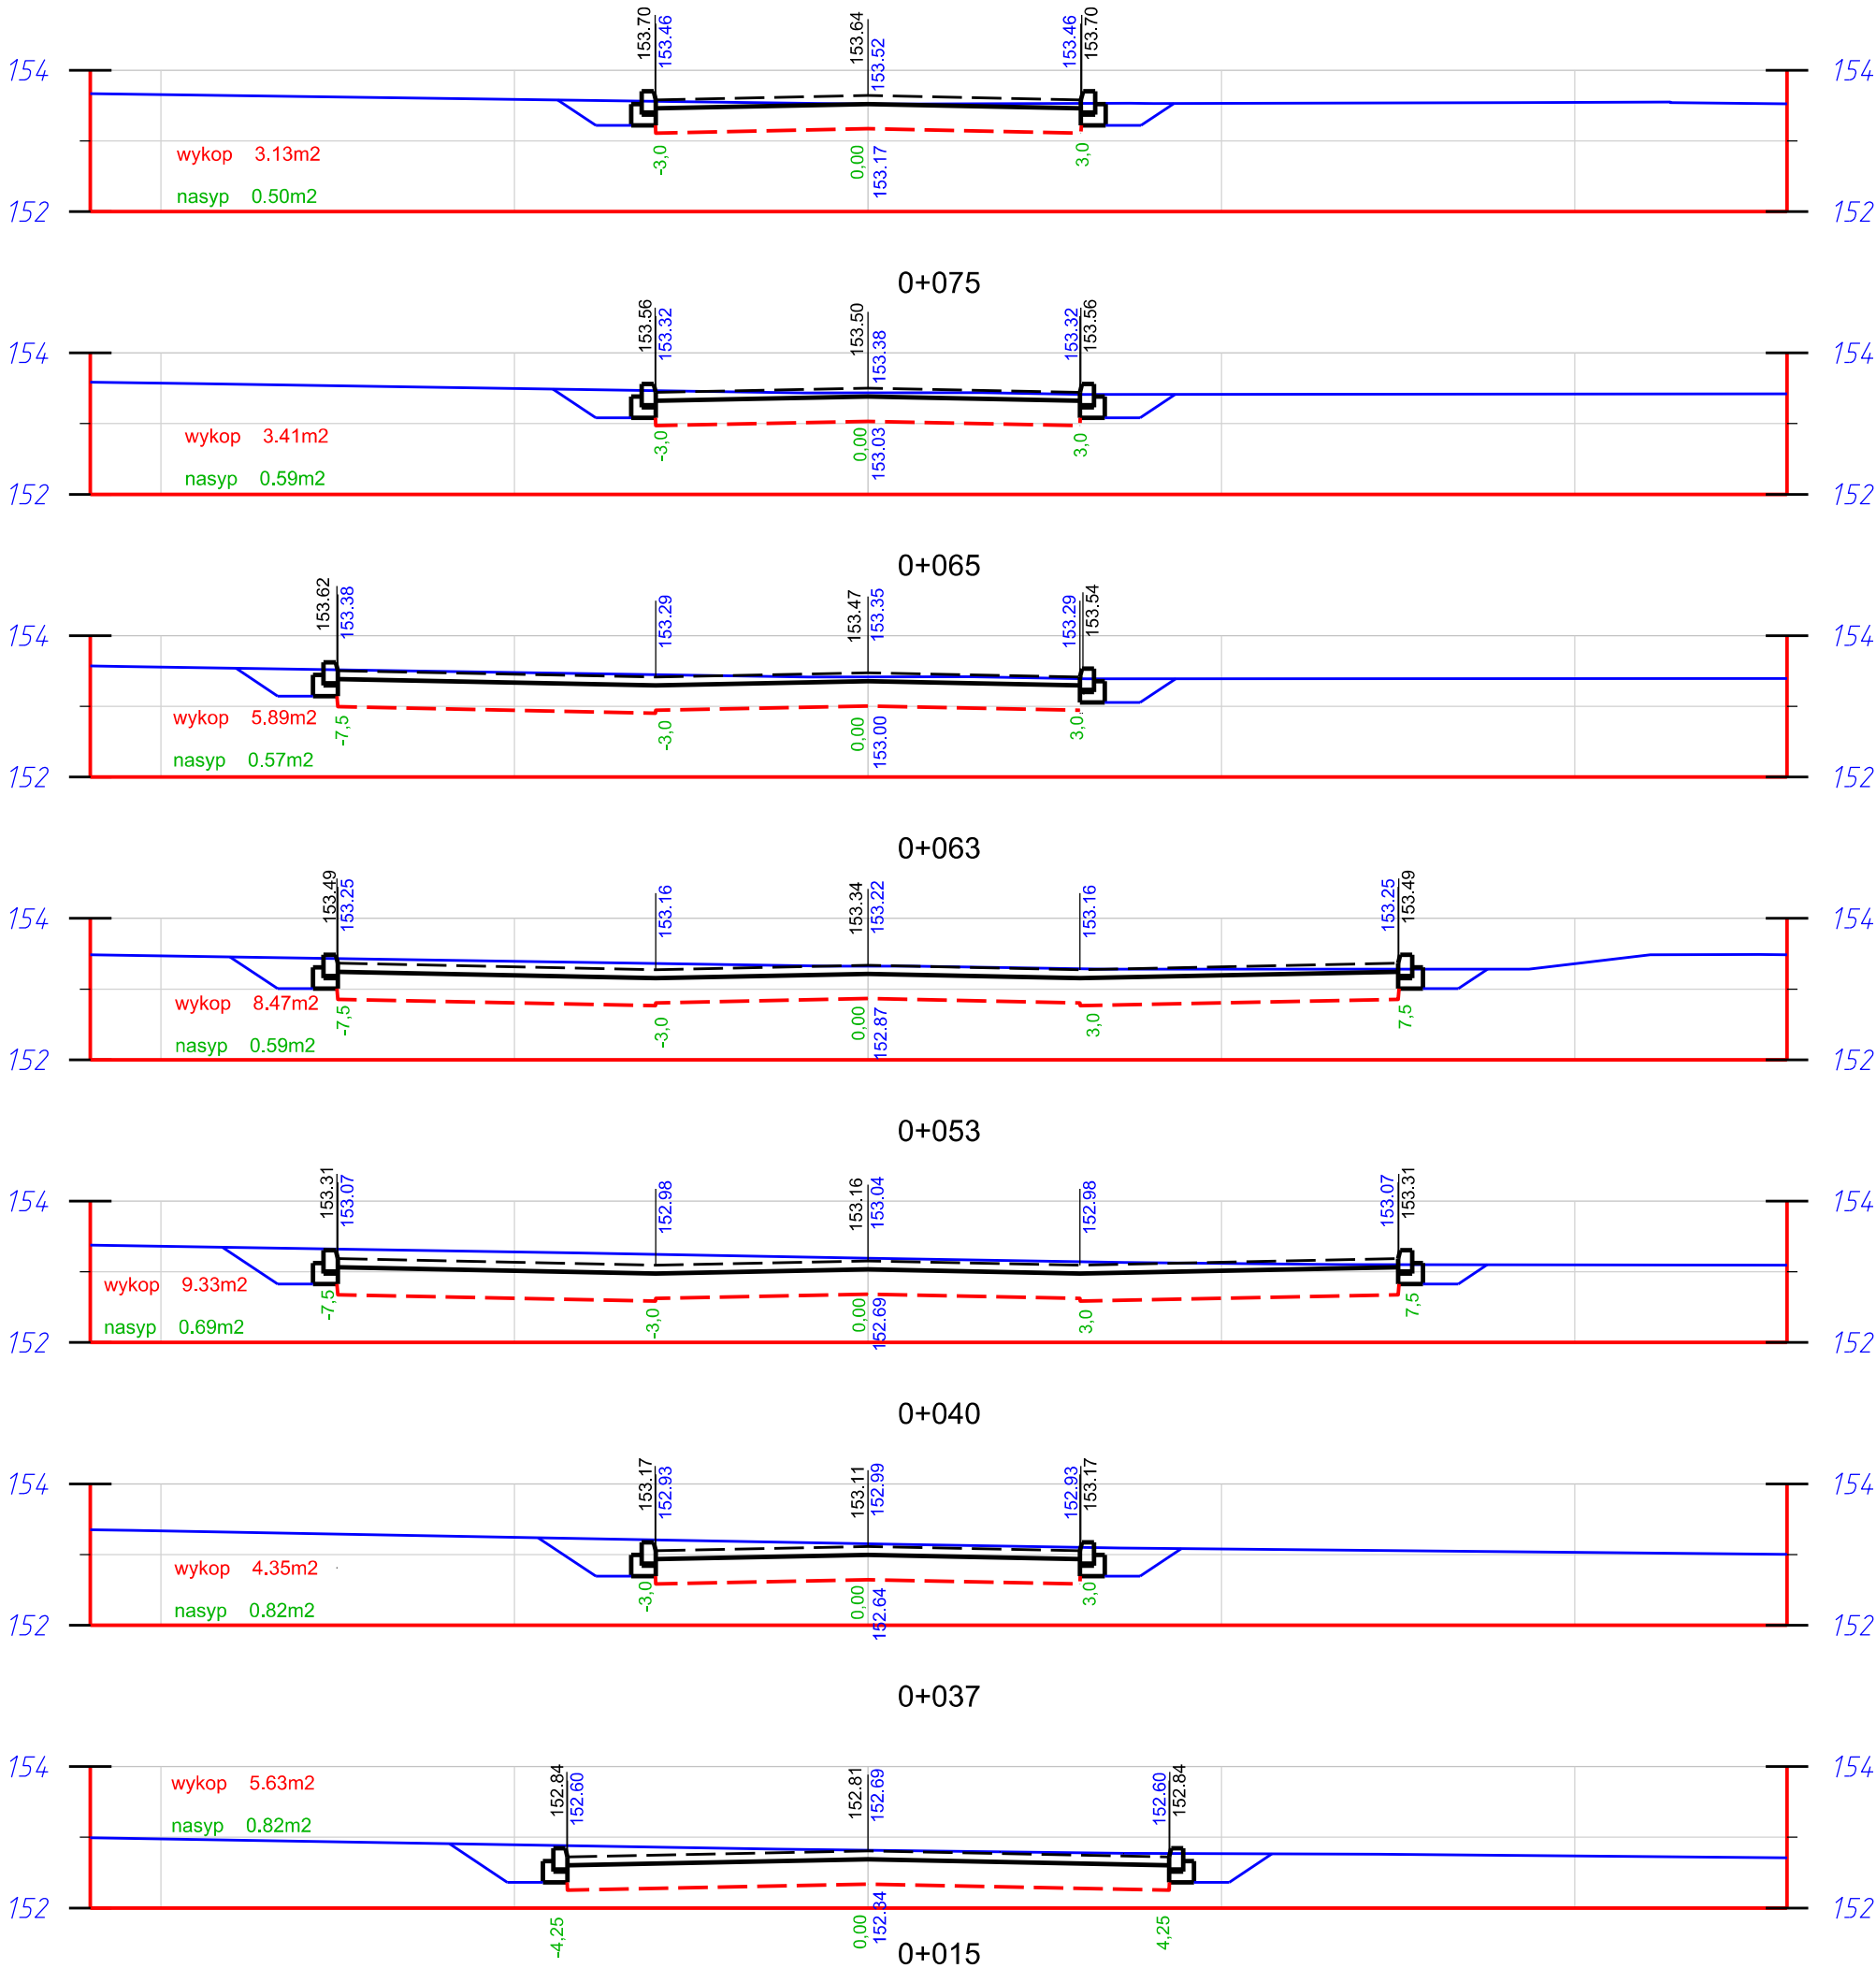 153.70 153.46 153.64 153.52 153.46 153.70
154 154
wykop 3.13m2
-3,0 0,00 153.17 3,0
nasyp 0.50m2
152 152
0+075
153.56 153.32 153.50 153.38 153.32 153.56
154 154
wykop 3.41m2
-3,0 0,00 153.03 3,0
nasyp 0.59m2
152 152
0+065
153.62 153.38 153.29 153.47 153.35 153.29 153.54
154 154
wykop 5.89m2
-7,5 -3,0 0,00 153.00 3,0
nasyp 0.57m2
152 152
0+063
153.49 153.25 153.16 153.34 153.22 153.16 153.25 153.49
154 154
wykop 8.47m2
-7,5 -3,0 0,00 152.87 3,0 7,5
nasyp 0.59m2
152 152
0+053
153.31 153.07 152.98 153.16 153.04 152.98 153.07 153.31
154 154
wykop 9.33m2
-7,5 -3,0 0,00 152.69 3,0 7,5
nasyp 0.69m2
152 152
0+040
153.17 152.93 153.11 152.99 152.93 153.17
154 154
wykop 4.35m2
-3,0 0,00 152.64 3,0
nasyp 0.82m2
152 152
0+037
152.84 152.60 152.81 152.69 152.60 152.84
154 154
wykop 5.63m2
nasyp 0.82m2
152 152
-4,25 0,00 152.34 4,25
0+015